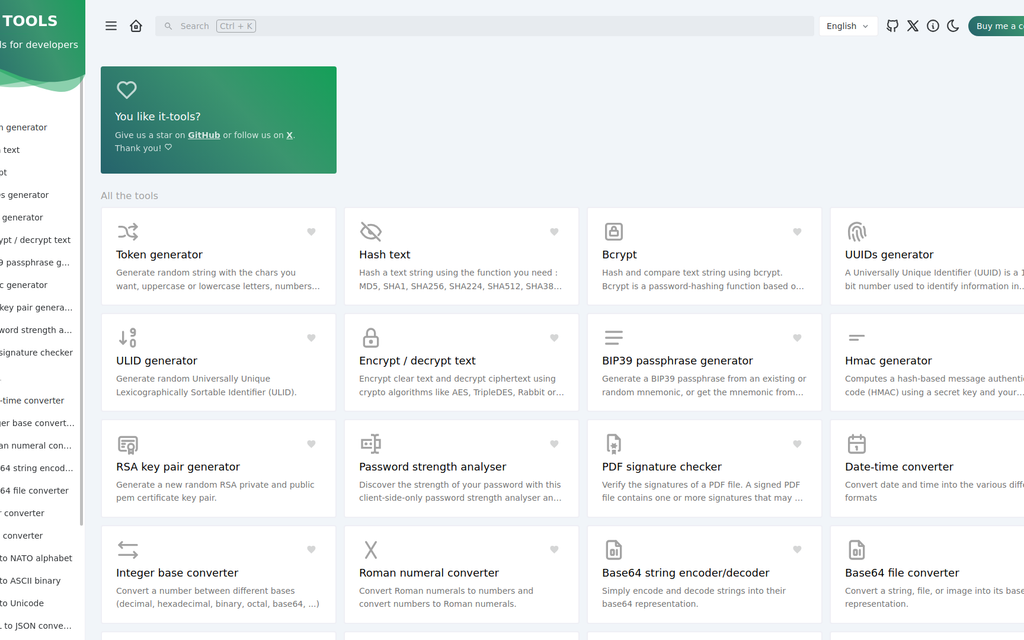 TOOLS
ls for developers
Search Ctrl + K
English
Buy me a c
n generator
text
pt
s generator
generator
ypt / decrypt text
9 passphrase g...
c generator
key pair genera...
word strength a...
signature checker
-time converter
ger base convert...
an numeral con...
64 string encod...
64 file converter
r converter
converter
to NATO alphabet
to ASCII binary
to Unicode
L to JSON conve...
You like it-tools?
Give us a star on GitHub or follow us on X.
Thank you!
All the tools
Token generator
Generate random string with the chars you
want, uppercase or lowercase letters, numbers...
Hash text
Hash a text string using the function you need :
MD5, SHA1, SHA256, SHA224, SHA512, SHA38...
Bcrypt
Hash and compare text string using bcrypt.
Bcrypt is a password-hashing function based o...
UUIDs generator
A Universally Unique Identifier (UUID) is a 1
bit number used to identify information in...
ULID generator
Generate random Universally Unique
Lexicographically Sortable Identifier (ULID).
Encrypt / decrypt text
Encrypt clear text and decrypt ciphertext using
crypto algorithms like AES, TripleDES, Rabbit or...
BIP39 passphrase generator
Generate a BIP39 passphrase from an existing or
random mnemonic, or get the mnemonic from...
Hmac generator
Computes a hash-based message authenti
code (HMAC) using a secret key and your...
RSA key pair generator
Generate a new random RSA private and public
pem certificate key pair.
Password strength analyser
Discover the strength of your password with this
client-side-only password strength analyser an...
PDF signature checker
Verify the signatures of a PDF file. A signed PDF
file contains one or more signatures that may ...
Date-time converter
Convert date and time into the various diffe
formats
Integer base converter
Convert a number between different bases
(decimal, hexadecimal, binary, octal, base64, ...)
Roman numeral converter
Convert Roman numerals to numbers and
convert numbers to Roman numerals.
Base64 string encoder/decoder
Simply encode and decode strings into their
base64 representation.
Base64 file converter
Convert a string, file, or image into its base
representation.